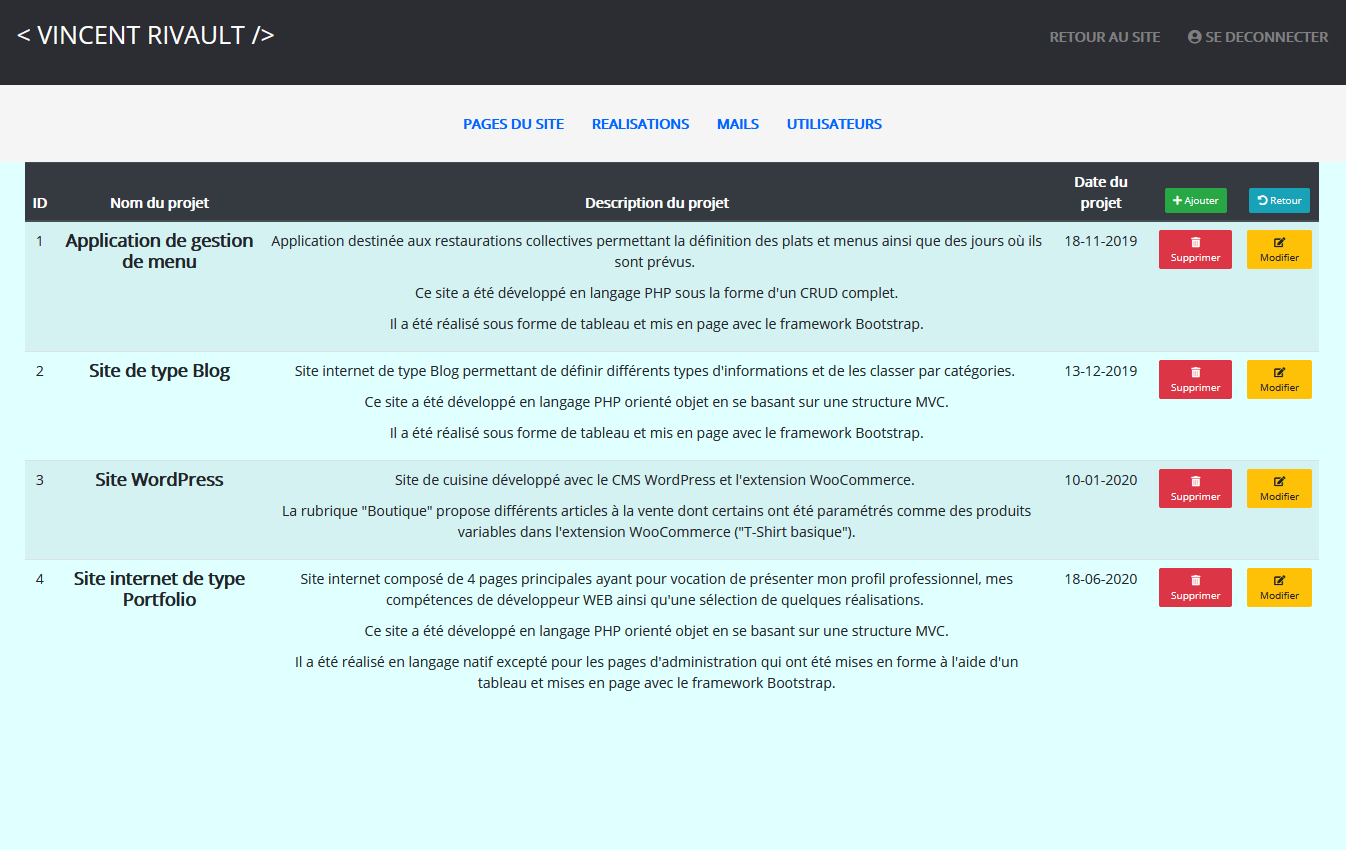 < VINCENT RIVAULT />
RETOUR AU SITE
SE DECONNECTER
PAGES DU SITE
REALISATIONS
MAILS
UTILISATEURS
ID
Nom du projet
Description du projet
Date du
projet
Ajouter
Retour
1
Application de gestion
de menu
Application destinée aux restaurations collectives permettant la définition des plats et menus ainsi que des jours où ils
sont prévus.
Ce site a été développé en langage PHP sous la forme d'un CRUD complet.
Il a été réalisé sous forme de tableau et mis en page avec le framework Bootstrap.
18-11-2019
Supprimer
Modifier
2
Site de type Blog
Site internet de type Blog permettant de définir différents types d'informations et de les classer par catégories.
Ce site a été développé en langage PHP orienté objet en se basant sur une structure MVC.
Il a été réalisé sous forme de tableau et mis en page avec le framework Bootstrap.
13-12-2019
Supprimer
Modifier
3
Site WordPress
Site de cuisine développé avec le CMS WordPress et l'extension WooCommerce.
La rubrique "Boutique" propose différents articles à la vente dont certains ont été paramétrés comme des produits
variables dans l'extension WooCommerce ("T-Shirt basique").
10-01-2020
Supprimer
Modifier
4
Site internet de type
Portfolio
Site internet composé de 4 pages principales ayant pour vocation de présenter mon profil professionnel, mes
compétences de développeur WEB ainsi qu'une sélection de quelques réalisations.
Ce site a été développé en langage PHP orienté objet en se basant sur une structure MVC.
Il a été réalisé en langage natif excepté pour les pages d'administration qui ont été mises en forme à l'aide d'un
tableau et mises en page avec le framework Bootstrap.
18-06-2020
Supprimer
Modifier